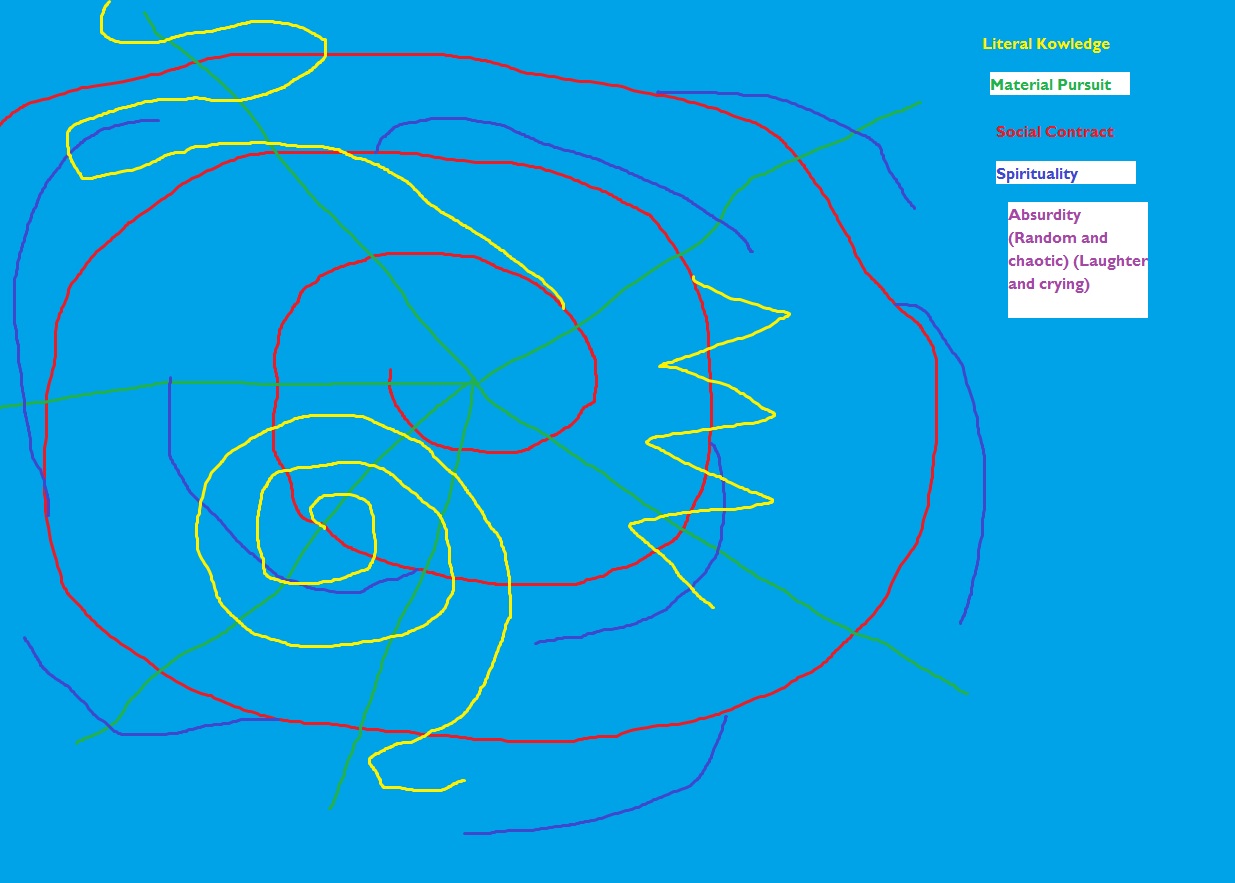 Literal Kowledge
Material Pursuit
Social Contract
Spirituality
Absurdity
(Random and
chaotic) (Laughter
and crying)